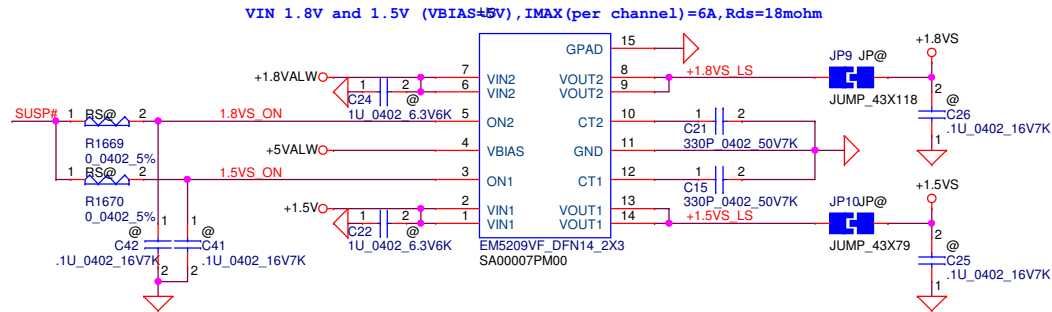 VIN 1.8V and 1.5V (VBIAS=5V),IMAX(per channel)=6A,Rds=18mohm
+1.8VS
15
GPAD
JP9 JP@
+1.8VALW
7
VIN2
VOUT2
8
+1.8VS_LS
6
VIN2
VOUT2
9
1
2
C24
@
1U_0402_6.3V6K
JUMP_43X118
2
@
C26
.1U_0402_16V7K
1
SUSP#
1
RS@
2
1.8VS_ON
5
ON2
CT2
10
1
2
C21
330P_0402_50V7K
R1669
0_0402_5%
+5VALW
4
VBIAS
GND
11
1
RS@
2
1.5VS_ON
3
ON1
CT1
12
1
2
C15
330P_0402_50V7K
R1670
0_0402_5%
+1.5VS
+1.5V
2
VIN1
VOUT1
13
JP10JP@
1
VIN1
VOUT1
14
+1.5VS_LS
1
2
C22
@
1U_0402_6.3V6K
JUMP_43X79
EM5209VF_DFN14_2X3
SA00007PM00
1
@
1
@
C42
C41
.1U_0402_16V7K
.1U_0402_16V7K
2
2
2
@
C25
.1U_0402_16V7K
1